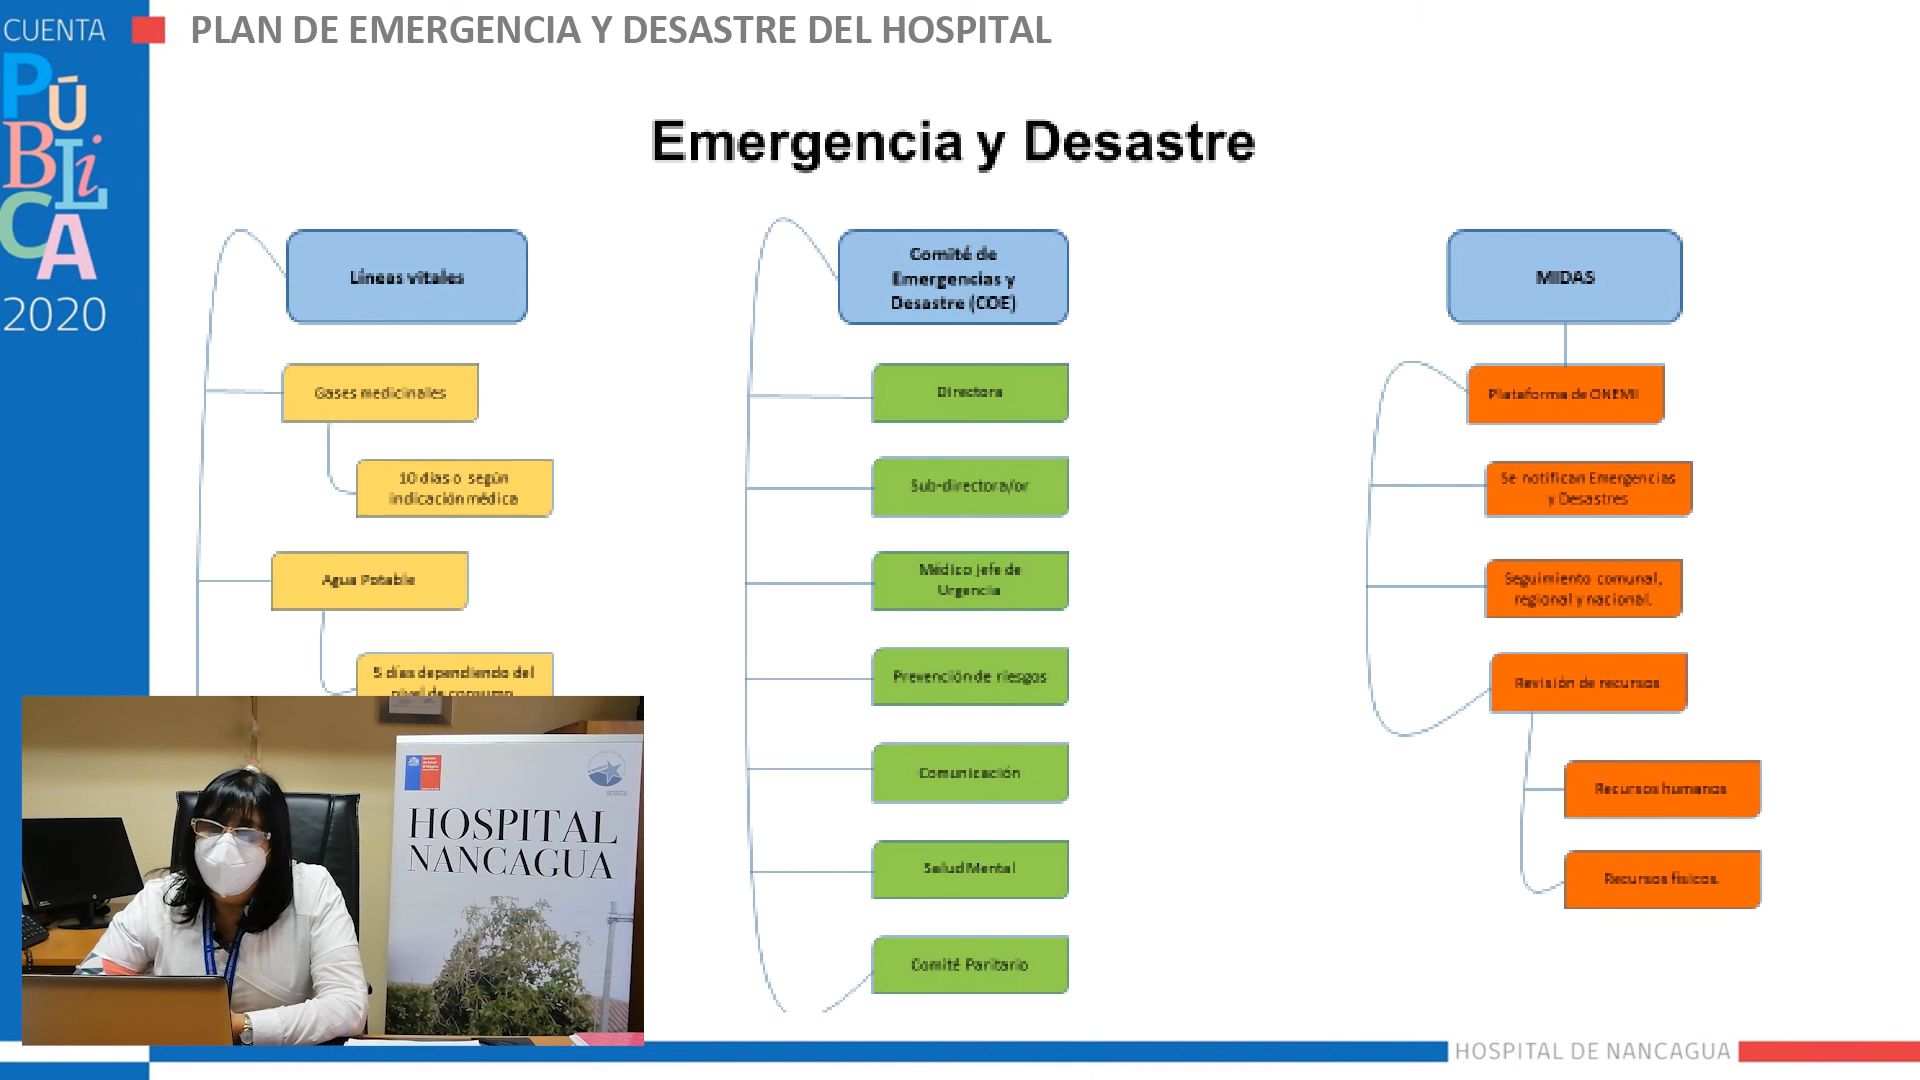 CUENTA
PÚBLiCA
2020
PLAN DE EMERGENCIA Y DESASTRE DEL HOSPITAL
Emergencia y Desastre
Líneas vitales
Gases medicinales
10 días o según
indicación médica
Agua Potable
5 días dependiendo del
nivel de consumo
Comité de
Emergencias y
Desastre (COE)
Directora
Sub-directora/or
Médico jefe de
Urgencia
Prevención de riesgos
Comunicación
Salud Mental
Comité Paritario
MIDAS
Plataforma de ONEMI
Se notifican Emergencias
y Desastres
Seguimiento comunal,
regional y nacional.
Revisión de recursos
Recursos humanos
Recursos físicos.
HOSPITAL
NANCAGUA
HOSPITAL DE NANCAGUA